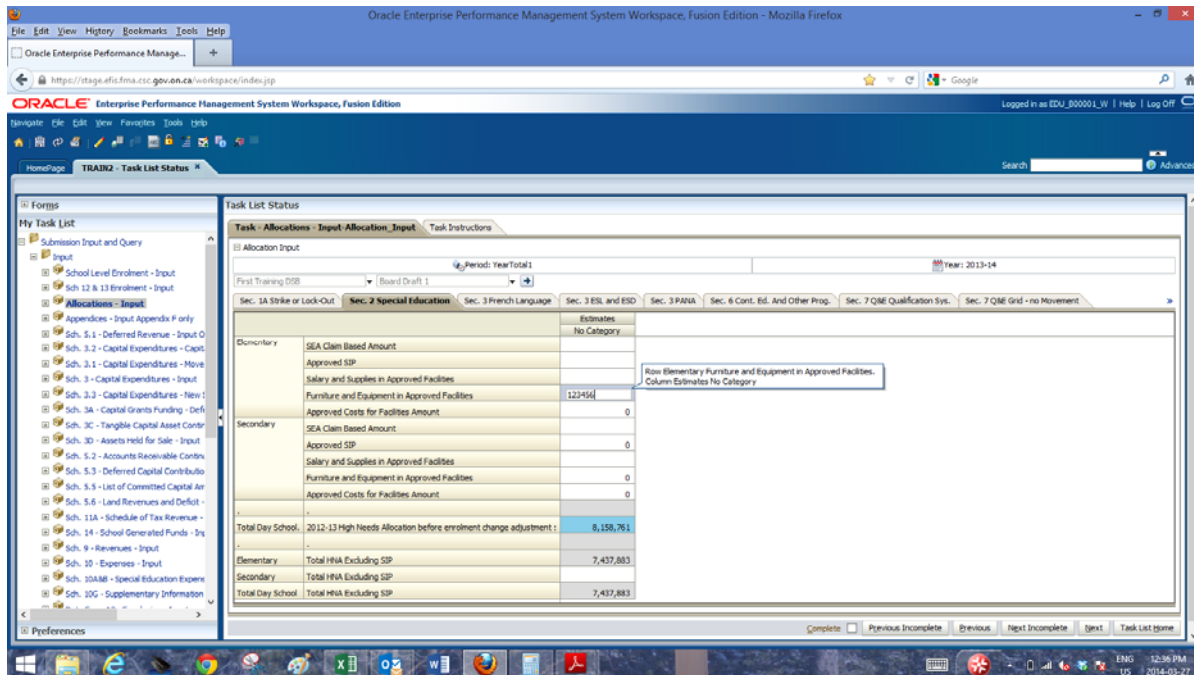 Oracle Enterprise Performance Management System Workspace, Fusion Edition - Mozilla Firefox
File Edit View History Bookmarks Tools Help
Oracle Enterprise Performance Manage...
https://stage.efis.fma.csc.gov.on.ca/workspace/index.jsp
Google
ORACLE Enterprise Performance Management System Workspace, Fusion Edition
Logged in as EDU_B00001_W | Help | Log Off
Navigate File Edit View Favorites Tools Help
HomePage TRAIN2 - Task List Status
Search Advanced
Forms
My Task List
Submission Input and Query
Input
School Level Enrolment - Input
Sch 12 & 13 Enrolment - Input
Allocations - Input
Appendices - Input Appendix F only
Sch. 5.1 - Deferred Revenue - Input O
Sch. 3.2 - Capital Expenditures - Capit
Sch. 3.1 - Capital Expenditures - Move
Sch. 3 - Capital Expenditures - Input
Sch. 3.3 - Capital Expenditures - New
Sch. 3A - Capital Grants Funding - Defi
Sch. 3C - Tangible Capital Asset Contin
Sch. 3D - Assets Held for Sale - Input
Sch. 5.2 - Accounts Receivable Contin
Sch. 5.3 - Deferred Capital Contributio
Sch. 5.5 - List of Committed Capital Am
Sch. 5.6 - Land Revenues and Deficit -
Sch. 11A - Schedule of Tax Revenue -
Sch. 14 - School Generated Funds - Inp
Sch. 9 - Revenues - Input
Sch. 10 - Expenses - Input
Sch. 10A&B - Special Education Expens
Sch. 10G - Supplementary Information
Preferences
Task List Status
Task - Allocations - Input-Allocation_Input Task Instructions
Allocation Input
Period: YearTotal1 Year: 2013-14
First Training DSB Board Draft 1
Sec. 1A Strike or Lock-Out Sec. 2 Special Education Sec. 3 French Language Sec. 3 ESL and ESD Sec. 3 PANA Sec. 6 Cont. Ed. And Other Prog. Sec. 7 Q&E Qualification Sys. Sec. 7 Q&E Grid - no Movement
Estimates
No Category
Elementary SEA Claim Based Amount
Approved SIP
Salary and Supplies in Approved Facilities
Furniture and Equipment in Approved Facilities 123456
Approved Costs for Facilities Amount 0
Row Elementary Furniture and Equipment in Approved Facilities.
Column Estimates No Category
Secondary SEA Claim Based Amount
Approved SIP 0
Salary and Supplies in Approved Facilities
Furniture and Equipment in Approved Facilities 0
Approved Costs for Facilities Amount 0
. .
Total Day School. 2012-13 High Needs Allocation before enrolment change adjustment : 8,158,761
. .
Elementary Total HNA Excluding SIP 7,437,883
Secondary Total HNA Excluding SIP
Total Day School Total HNA Excluding SIP 7,437,883
Complete Previous Incomplete Previous Next Incomplete Next Task List Home
ENG 12:36 PM
US 2014-03-27